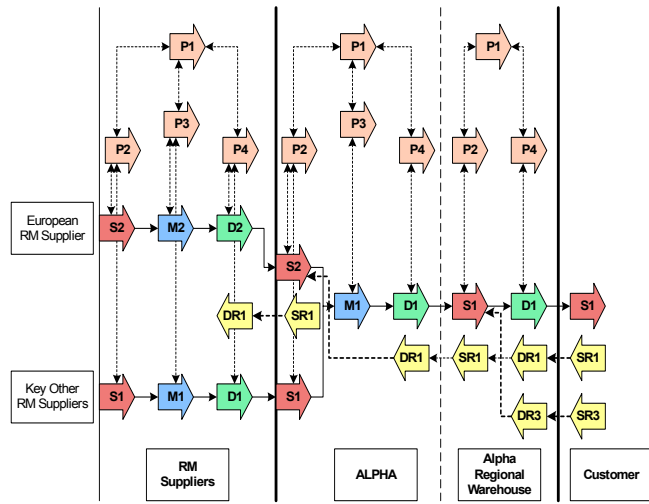 P1
P1
P1
P3
P3
P2
P4
P2
P4
P2
P4
European
RM Supplier
S2
M2
D2
S2
M1
D1
S1
D1
S1
DR1
SR1
DR1
SR1
DR1
SR1
Key Other
RM Suppliers
S1
M1
D1
S1
DR3
SR3
RM
Suppliers
ALPHA
Alpha
Regional
Warehouse
Customer